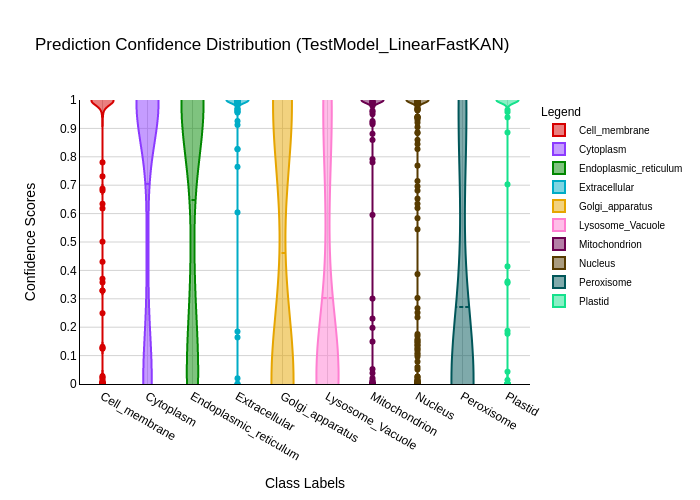 Prediction Confidence Distribution (TestModel_LinearFastKAN)
Confidence Scores
1
0.9
0.8
0.7
0.6
0.5
0.4
0.3
0.2
0.1
0
Cell_membrane
Cytoplasm
Endoplasmic_reticulum
Extracellular
Golgi_apparatus
Lysosome_Vacuole
Mitochondrion
Nucleus
Peroxisome
Plastid
Class Labels
Legend
Cell_membrane
Cytoplasm
Endoplasmic_reticulum
Extracellular
Golgi_apparatus
Lysosome_Vacuole
Mitochondrion
Nucleus
Peroxisome
Plastid